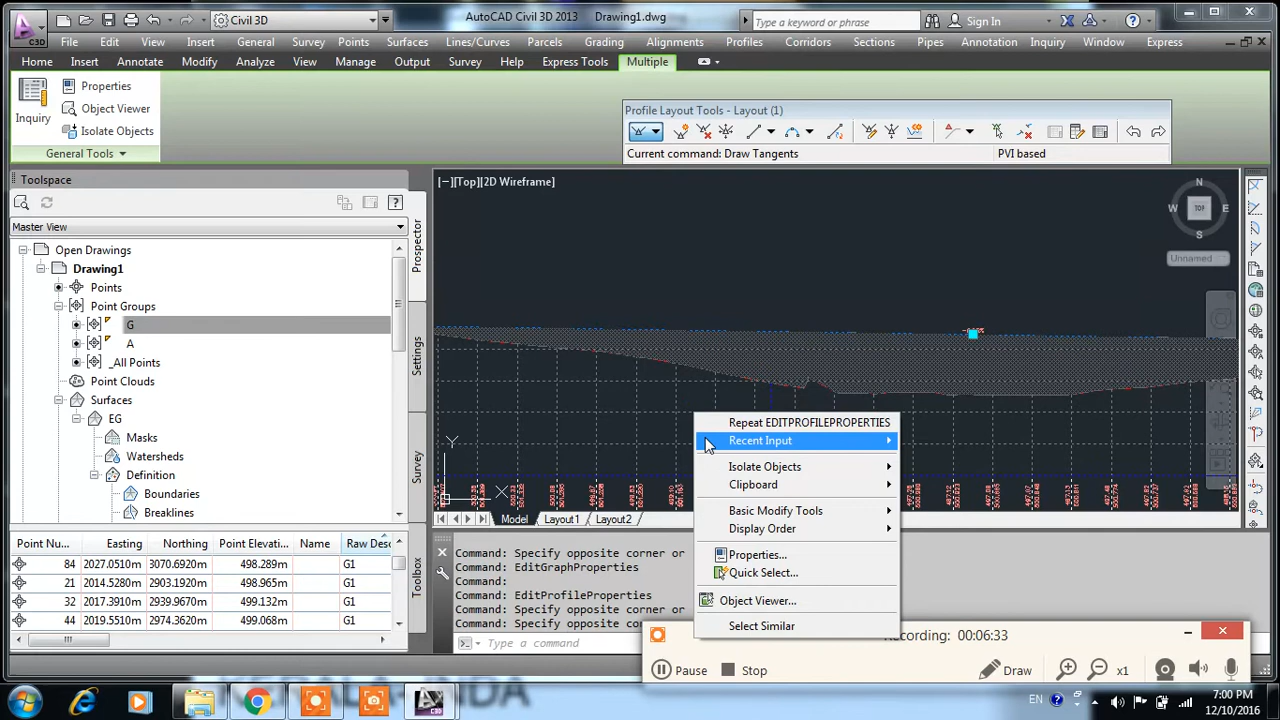 Civil 3D
AutoCAD Civil 3D 2013 Drawing1.dwg
Type a keyword or phrase
Sign In
C3D
File Edit View Insert General Survey Points Surfaces Lines/Curves Parcels Grading Alignments Profiles Corridors Sections Pipes Annotation Inquiry Window Express
Home Insert Annotate Modify Analyze View Manage Output Survey Help Express Tools Multiple
Properties
Object Viewer
Inquiry
Isolate Objects
General Tools
Profile Layout Tools - Layout (1)
Current command: Draw Tangents
PVI based
Toolspace
[−][Top][2D Wireframe]
Master View
N
W TOP E
S
Unnamed
Open Drawings
Drawing1
Points
Point Groups
G
A
_All Points
Point Clouds
Surfaces
EG
Masks
Watersheds
Definition
Boundaries
Breaklines
Prospector
Settings
Survey
Toolbox
Y
X
Repeat EDITPROFILEPROPERTIES
Recent Input
Isolate Objects
Clipboard
Basic Modify Tools
Display Order
Properties...
Quick Select...
Object Viewer...
Select Similar
Model Layout1 Layout2
Point Nu... Easting Northing Point Elevati... Name Raw Desc
84 2027.0510m 3070.6920m 498.289m G1
21 2014.5280m 2903.1920m 498.965m G1
32 2017.3910m 2939.9670m 499.132m G1
44 2019.5510m 2974.3620m 499.068m G1
Command: Specify opposite corner or
Command: EditGraphProperties
Command:
Command: EditProfileProperties
Command: Specify opposite corner or
Command: Specify opposite corner or
Type a command
Recording: 00:06:33
Pause Stop Draw x1
EN
7:00 PM
12/10/2016